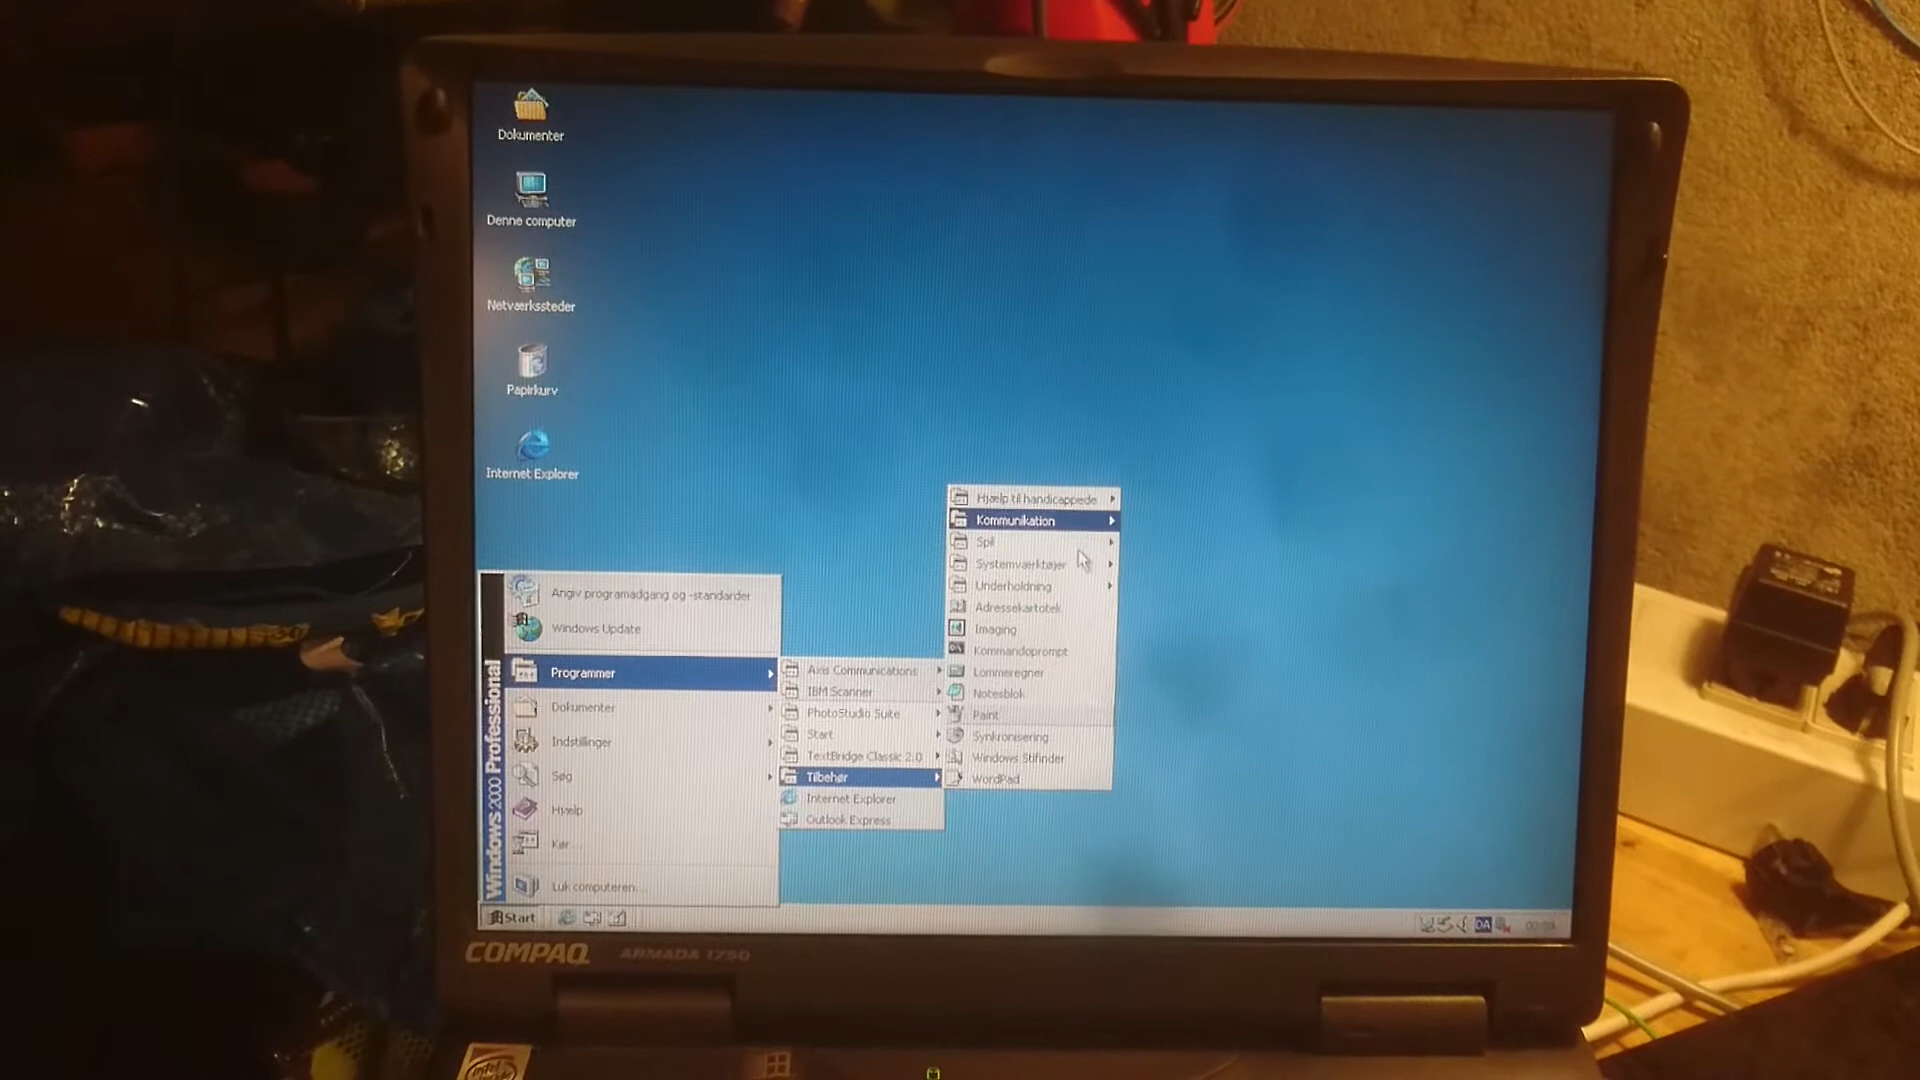 Dokumenter
Denne computer
Netværkssteder
Papirkurv
Internet Explorer
Windows 2000 Professional
Angiv programadgang og -standarder
Windows Update
Programmer
Dokumenter
Indstillinger
Søg
Hjælp
Kør...
Luk computeren...
Axis Communications
IBM Scanner
PhotoStudio Suite
Start
TextBridge Classic 2.0
Tilbehør
Internet Explorer
Outlook Express
Hjælp til handicappede
Kommunikation
Spil
Systemværktøjer
Underholdning
Adressekartotek
Imaging
Kommandoprompt
Lommeregner
Notesblok
Paint
Synkronisering
Windows Stifinder
WordPad
Start
DA
COMPAQ
ARMADA 1750
intel